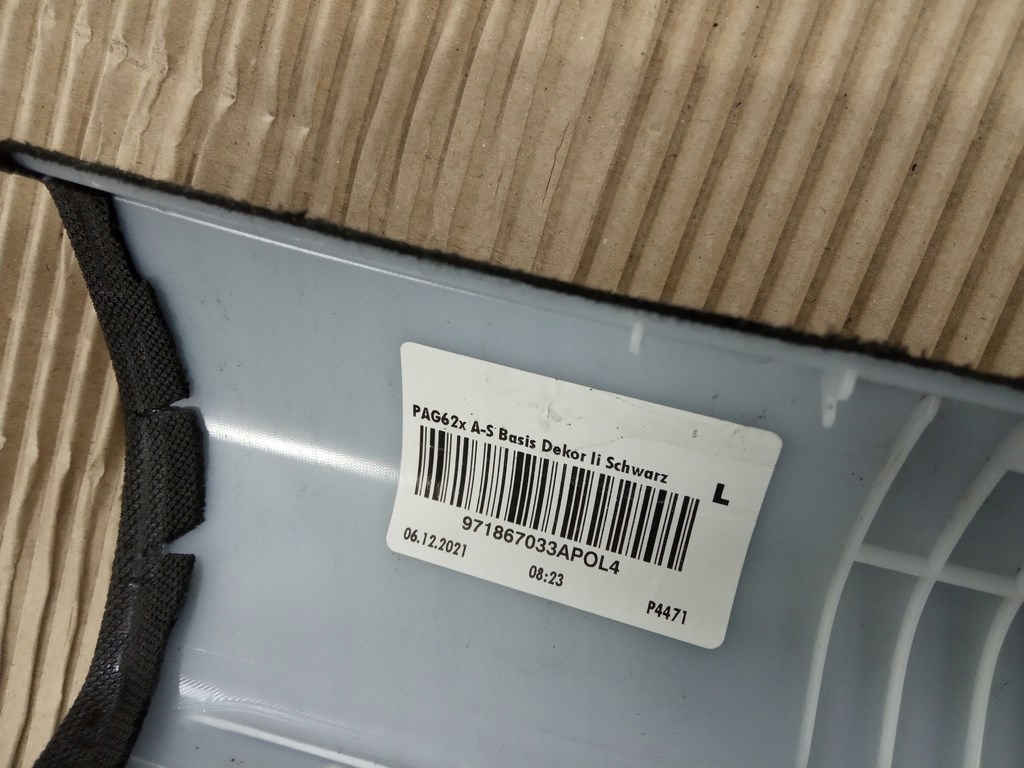 PAG62x A-S Basis Dekor li Schwarz
L
971867033APOL4
06.12.2021
08:23
P4471